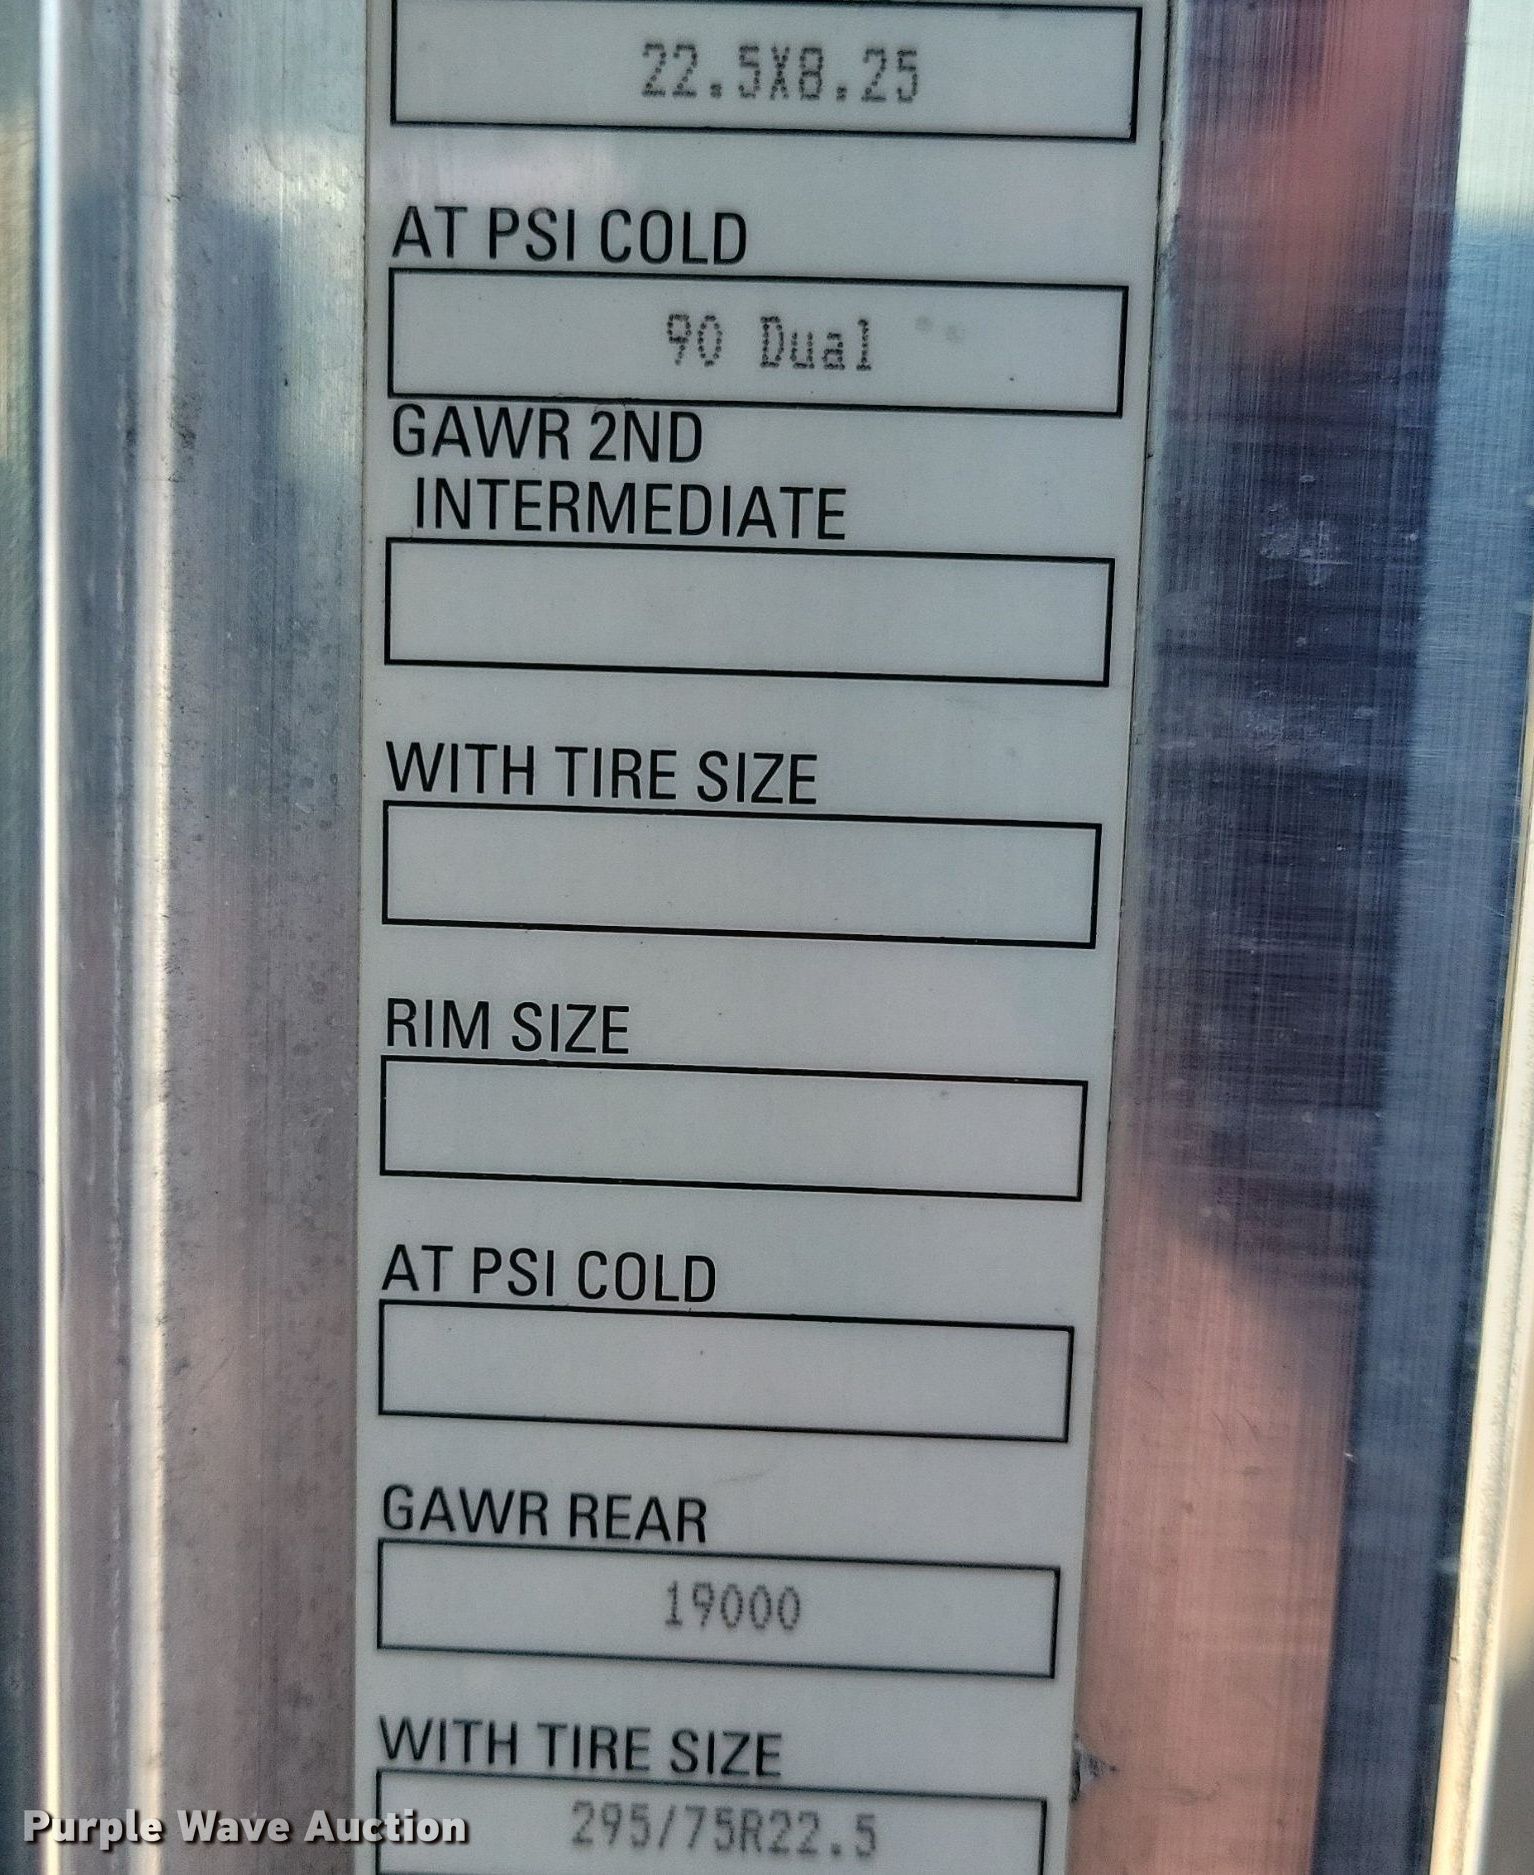 22.5X8.25
AT PSI COLD
90 Dual
GAWR 2ND
INTERMEDIATE
WITH TIRE SIZE
RIM SIZE
AT PSI COLD
GAWR REAR
19000
WITH TIRE SIZE
295/75R22.5
Purple Wave Auction